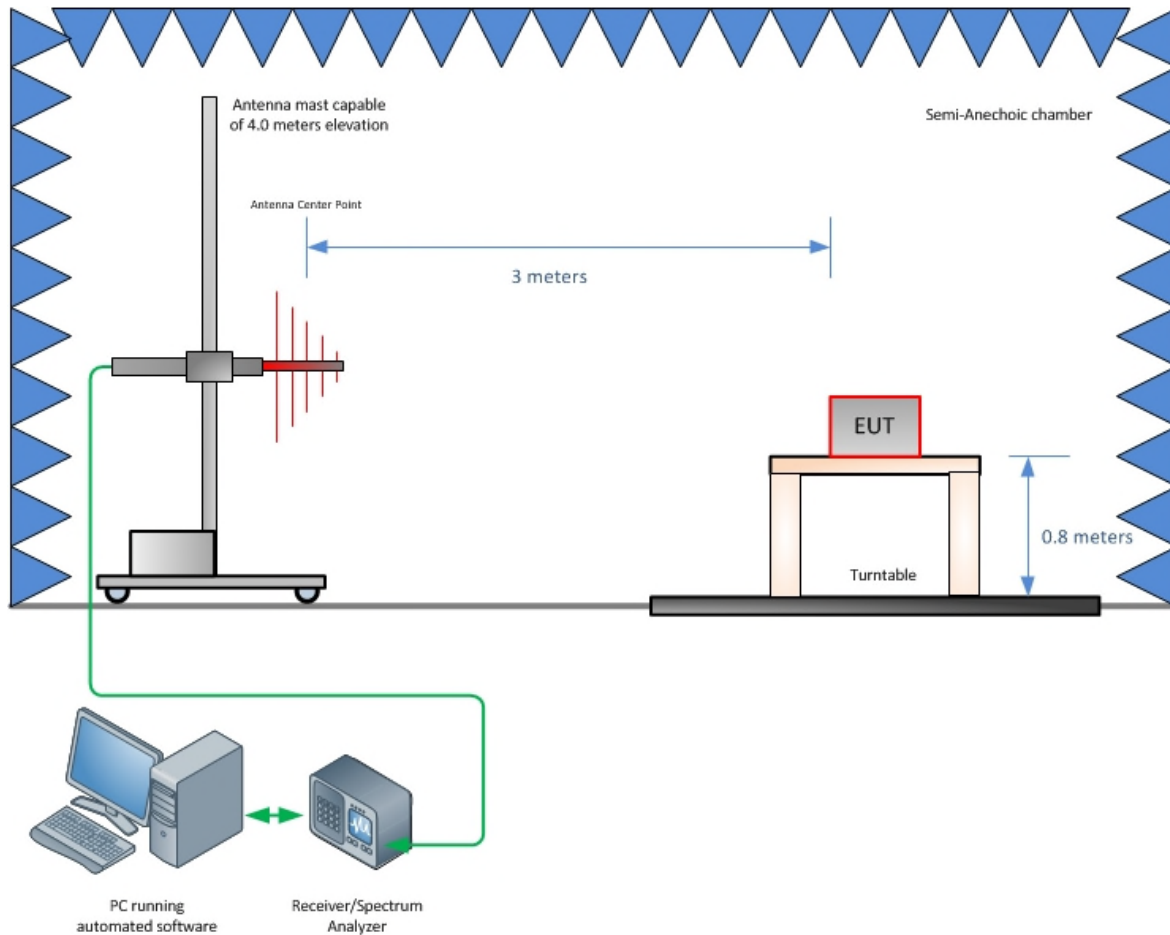 Antenna mast capable
of 4.0 meters elevation
Semi-Anechoic chamber
Antenna Center Point
3 meters
EUT
0.8 meters
Turntable
PC running
automated software
Receiver/Spectrum
Analyzer